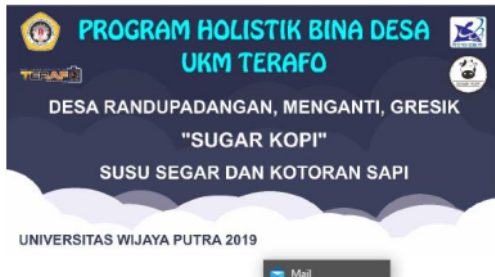 PROGRAM HOLISTIK BINA DESA
UKM TERAFO
DESA RANDUPADANGAN, MENGANTI, GRESIK
"SUGAR KOPI"
SUSU SEGAR DAN KOTORAN SAPI
UNIVERSITAS WIJAYA PUTRA 2019
Mail